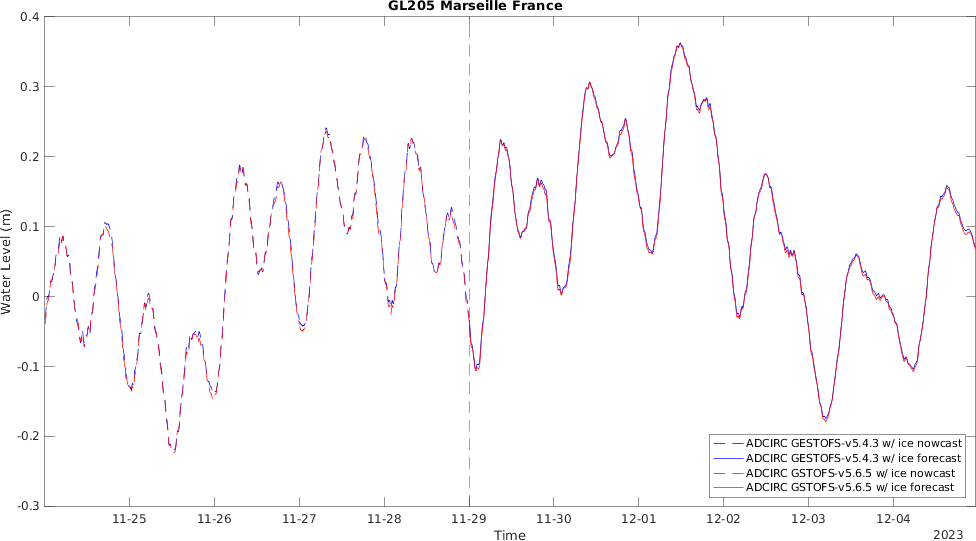 GL205 Marseille France
Water Level (m)
0.4
0.3
0.2
0.1
0
-0.1
-0.2
-0.3
ADCIRC GESTOFS-v5.4.3 w/ ice nowcast
ADCIRC GESTOFS-v5.4.3 w/ ice forecast
ADCIRC GSTOFS-v5.6.5 w/ ice nowcast
ADCIRC GSTOFS-v5.6.5 w/ ice forecast
11-25 11-26 11-27 11-28 11-29 11-30 12-01 12-02 12-03 12-04
Time
2023